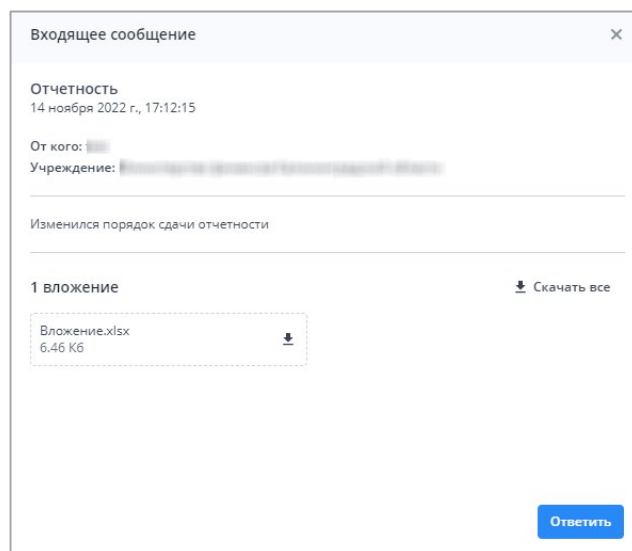 Входящее сообщение
Отчетность
14 ноября 2022 г., 17:12:15
От кого:
Учреждение:
Изменился порядок сдачи отчетности
1 вложение
Скачать все
Вложение.xlsx
6.46 Кб
Ответить